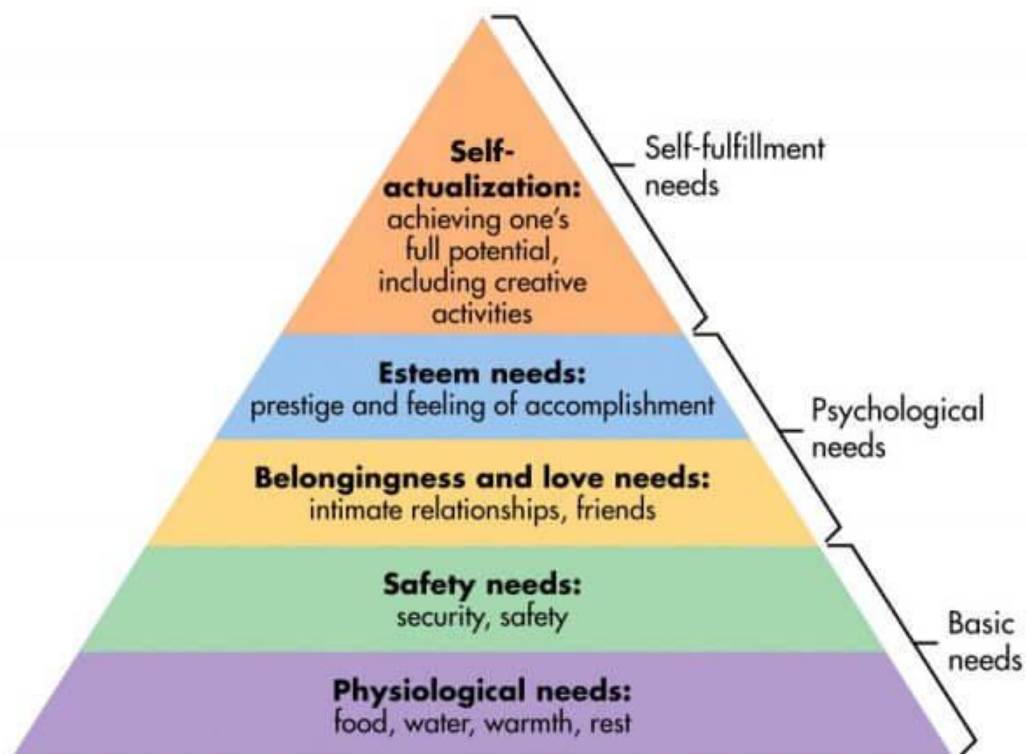 Self-
actualization:
achieving one's
full potential,
including creative
activities
Self-fulfillment
needs
Esteem needs:
prestige and feeling of accomplishment
Psychological
needs
Belongingness and love needs:
intimate relationships, friends
Safety needs:
security, safety
Basic
needs
Physiological needs:
food, water, warmth, rest